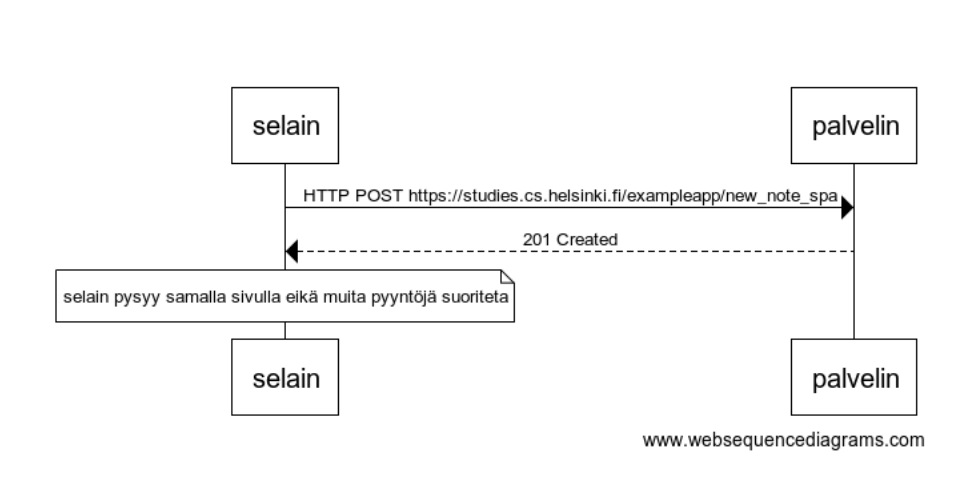 selain
palvelin
HTTP POST https://studies.cs.helsinki.fi/exampleapp/new_note_spa
201 Created
selain pysyy samalla sivulla eikä muita pyyntöjä suoriteta
selain
palvelin
www.websequencediagrams.com